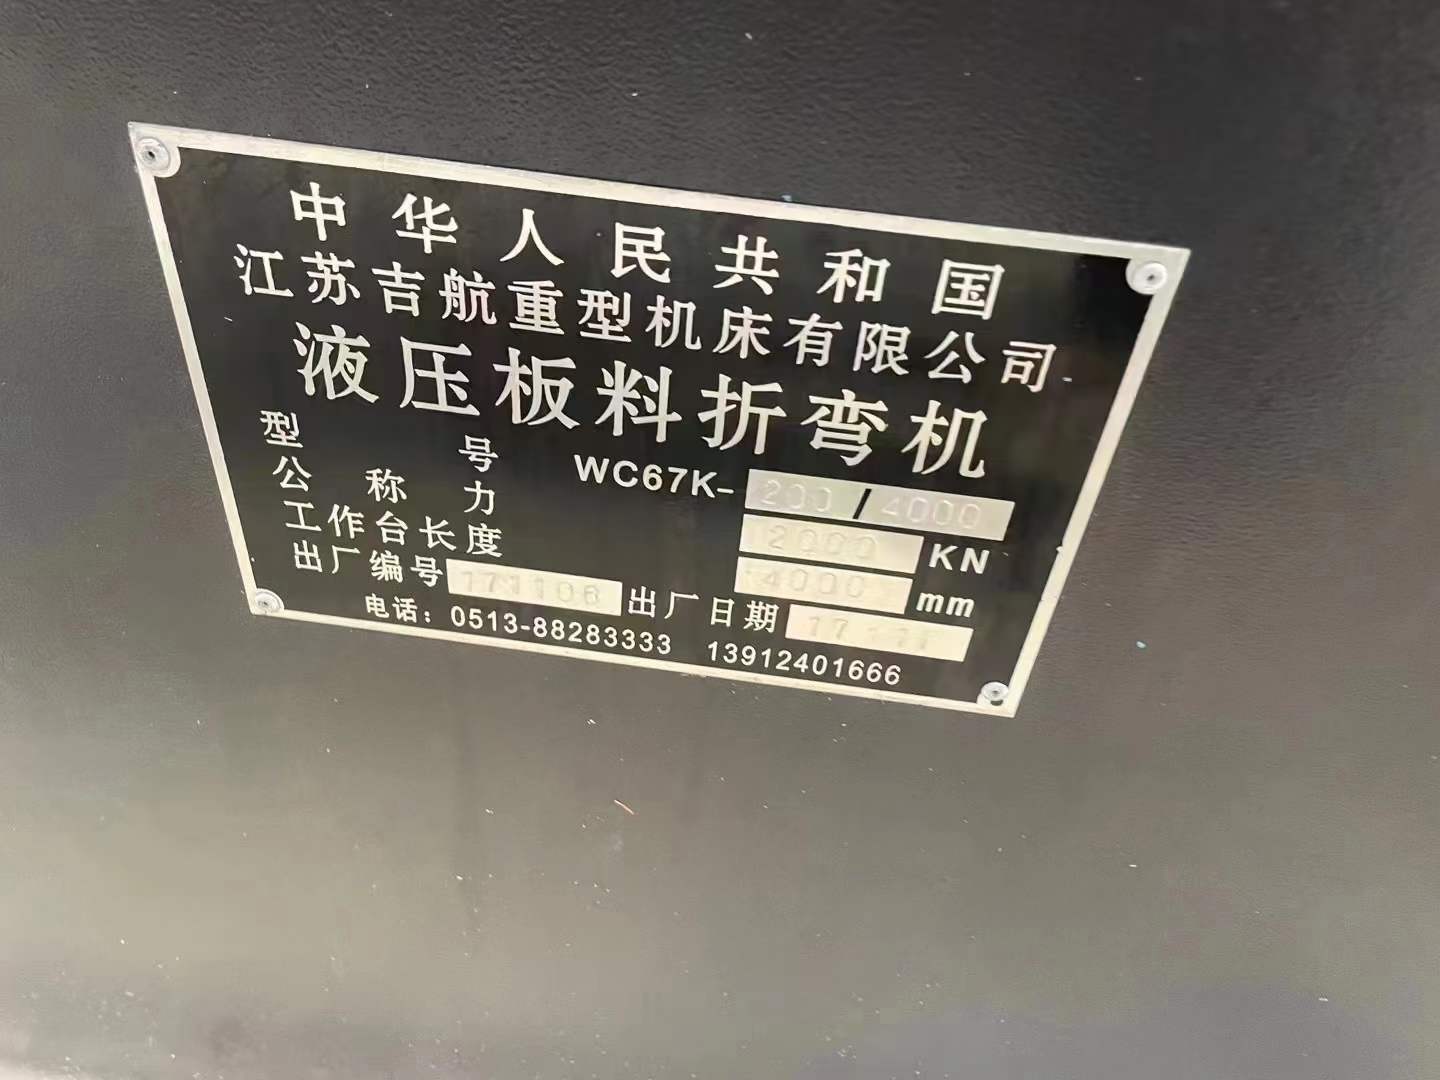 中华人民共和国
江苏吉航重型机床有限公司
液压板料折弯机
型号 WC67K-200/4000
公称力 2000 KN
工作台长度 4000 mm
出厂编号 171106 出厂日期
电话：0513-88283333 13912401666